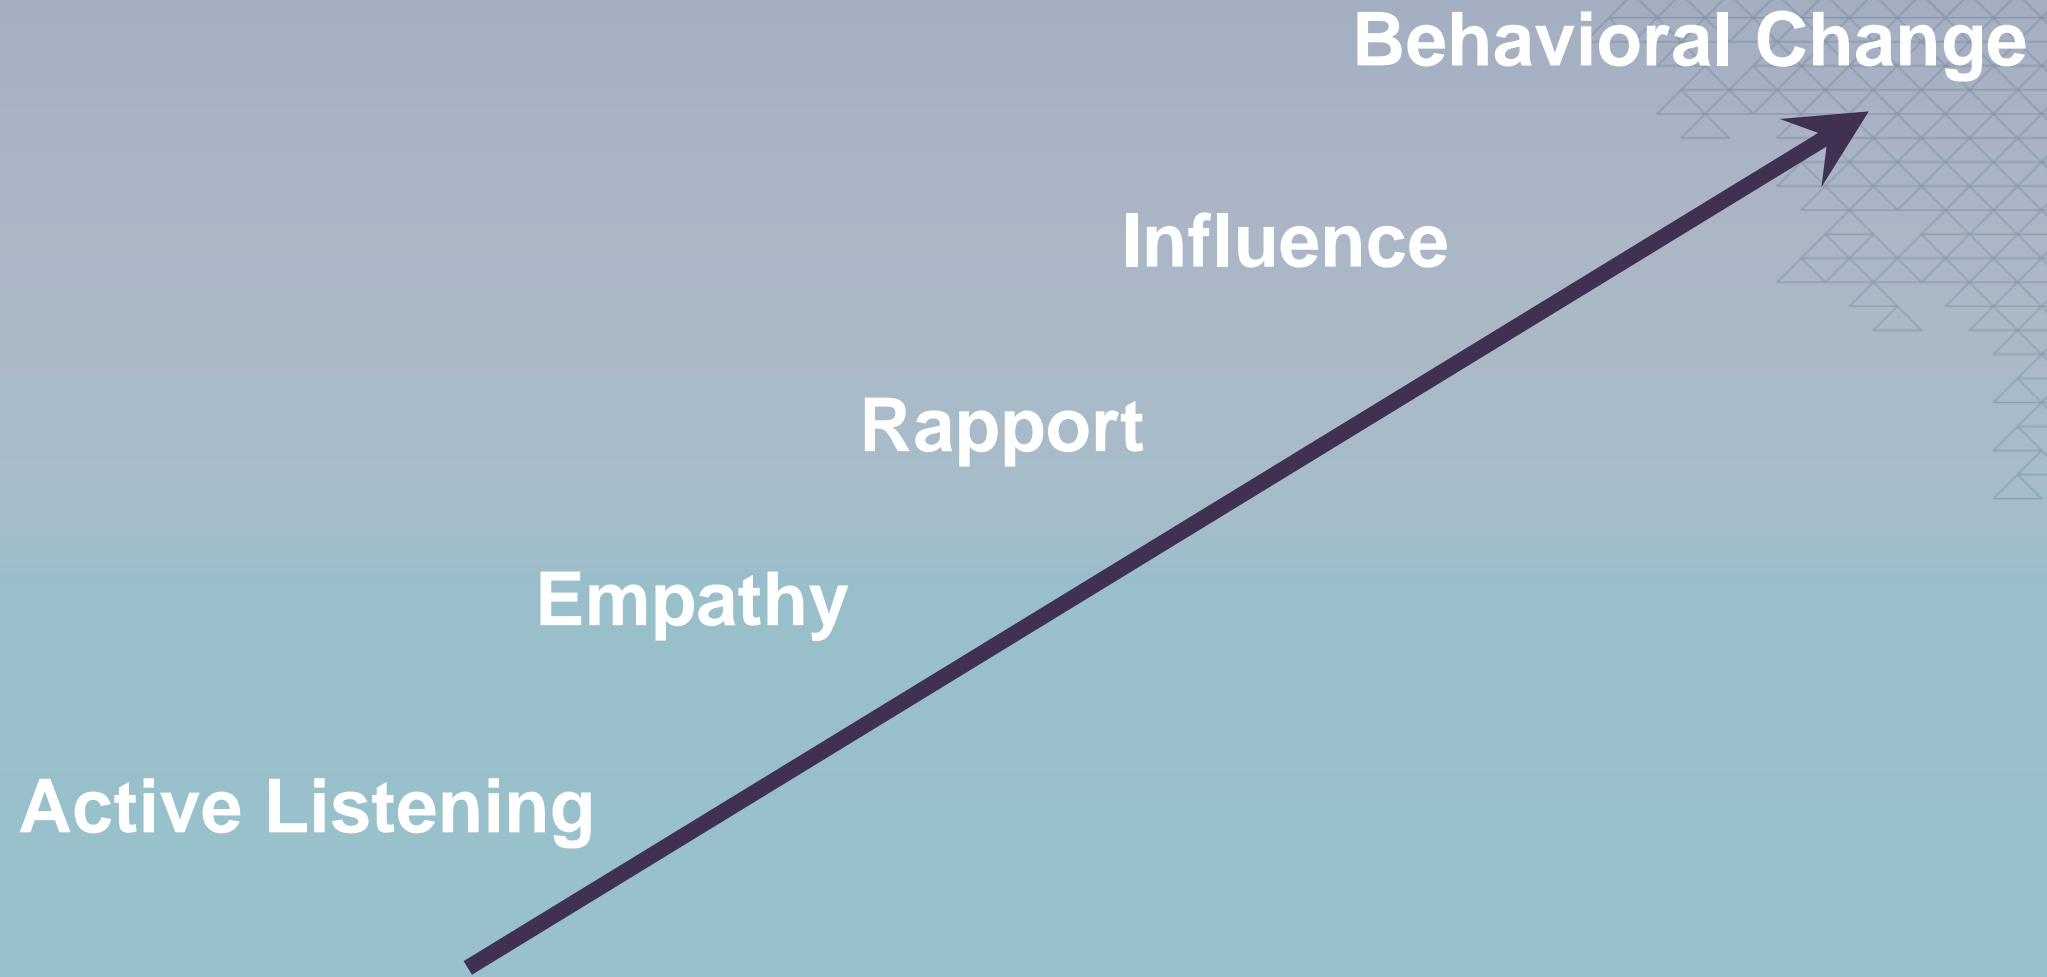 Behavioral Change
Influence
Rapport
Empathy
Active Listening